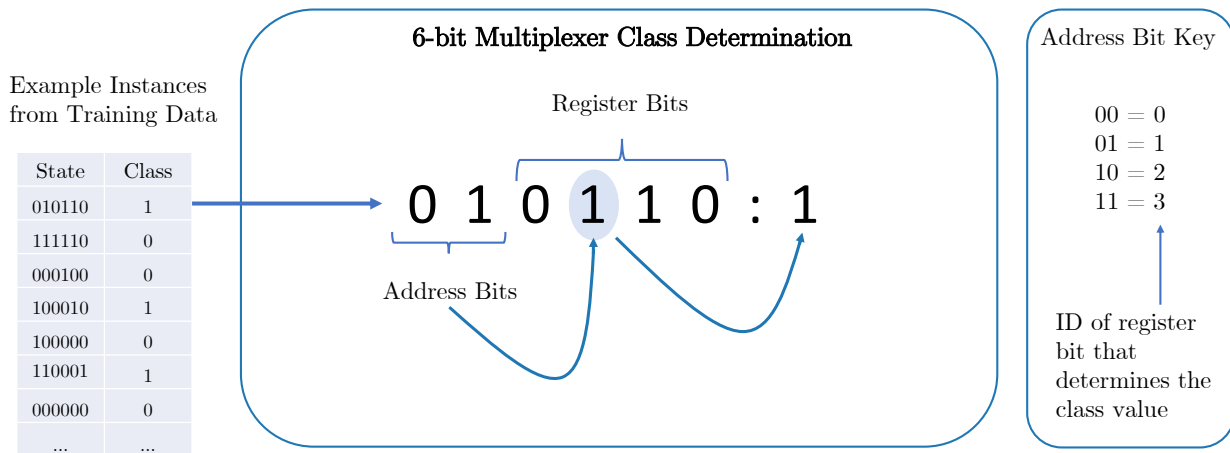 6-bit Multiplexer Class Determination
Example Instances
from Training Data
State Class
010110 1
111110 0
000100 0
100010 1
100000 0
110001 1
000000 0
... ...
Register Bits
0 1 0 1 1 0 : 1
Address Bits
Address Bit Key
00 = 0
01 = 1
10 = 2
11 = 3
ID of register
bit that
determines the
class value